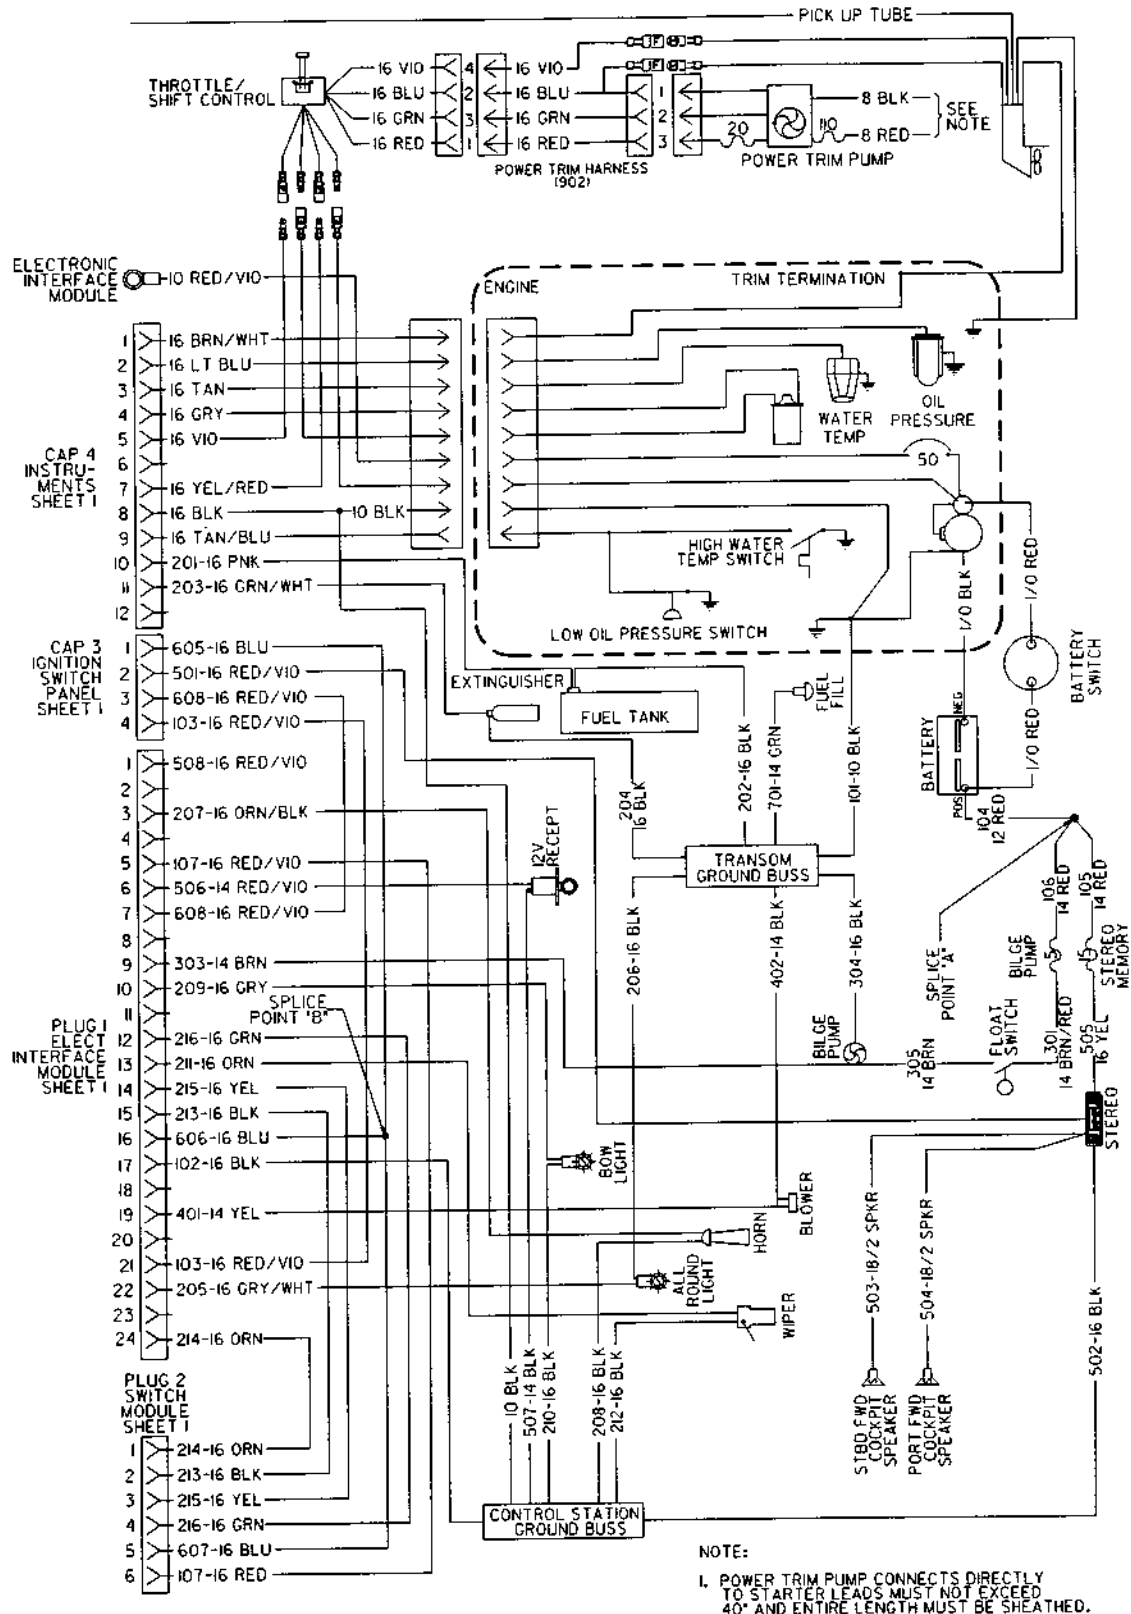 PICK UP TUBE
THROTTLE/
SHIFT CONTROL
16 VIO 4 16 VIO
16 BLU 2 16 BLU 1
16 GRN 3 16 GRN 2
16 RED 1 16 RED 3
F
F
20
110
8 BLK
8 RED
SEE
NOTE
POWER TRIM PUMP
POWER TRIM HARNESS
(902)
ELECTRONIC
INTERFACE
MODULE
10 RED/VIO
ENGINE
TRIM TERMINATION
CAP 4
INSTRU-
MENTS
SHEET 1
1 16 BRN/WHT
2 16 LT BLU
3 16 TAN
4 16 GRY
5 16 VIO
6
7 16 YEL/RED
8 16 BLK 10 BLK
9 16 TAN/BLU
10 201-16 PNK
11 203-16 GRN/WHT
12
OIL
PRESSURE
WATER
TEMP
50
HIGH WATER
TEMP SWITCH
LOW OIL PRESSURE SWITCH
1/0 BLK
1/0 RED
BATTERY
SWITCH
CAP 3
IGNITION
SWITCH
PANEL
SHEET 1
1 605-16 BLU
2 501-16 RED/VIO
3 608-16 RED/VIO
4 103-16 RED/VIO
EXTINGUISHER
FUEL TANK
FUEL
FILL
BATTERY
NEG
POS
1/0 RED
104
12 RED
204
16 BLK
202-16 BLK
701-14 GRN
101-10 BLK
TRANSOM
GROUND BUSS
PLUG 1
ELECT
INTERFACE
MODULE
SHEET 1
1 508-16 RED/VIO
2
3 207-16 ORN/BLK
4
5 107-16 RED/VIO
6 506-14 RED/VIO
7 608-16 RED/VIO
8
9 303-14 BRN
10 209-16 GRY
11
12 216-16 GRN
13 211-16 ORN
14 215-16 YEL
15 213-16 BLK
16 606-16 BLU
17 102-16 BLK
18
19 401-14 YEL
20
21 103-16 RED/VIO
22 205-16 GRY/WHT
23
24 214-16 ORN
12V
RECEPT
SPLICE
POINT "B"
206-16 BLK
402-14 BLK
304-16 BLK
SPLICE
POINT "A"
106
14 RED
105
14 RED
BILGE
PUMP
5
15
STEREO
MEMORY
BILGE
PUMP
305
14 BRN
FLOAT
SWITCH
301
14 BRN/RED
505
16 YEL
STEREO
BOW
LIGHT
BLOWER
HORN
ALL
ROUND
LIGHT
WIPER
503-18/2 SPKR
504-18/2 SPKR
502-16 BLK
STBD FWD
COCKPIT
SPEAKER
PORT FWD
COCKPIT
SPEAKER
10 BLK
507-14 BLK
210-16 BLK
208-16 BLK
212-16 BLK
PLUG 2
SWITCH
MODULE
SHEET 1
1 214-16 ORN
2 213-16 BLK
3 215-16 YEL
4 216-16 GRN
5 607-16 BLU
6 107-16 RED
CONTROL STATION
GROUND BUSS
NOTE:
1. POWER TRIM PUMP CONNECTS DIRECTLY
TO STARTER LEADS MUST NOT EXCEED
40" AND ENTIRE LENGTH MUST BE SHEATHED.